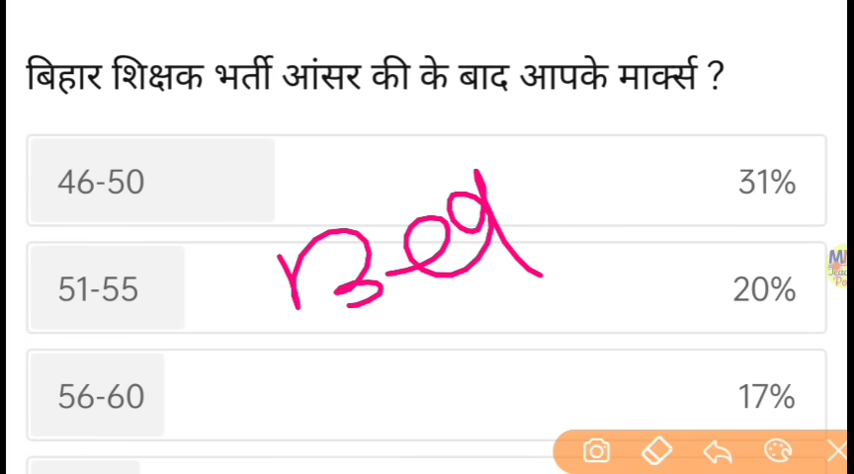 बिहार शिक्षक भर्ती आंसर की के बाद आपके मार्क्स ?
46-50 31%
51-55 20%
56-60 17%